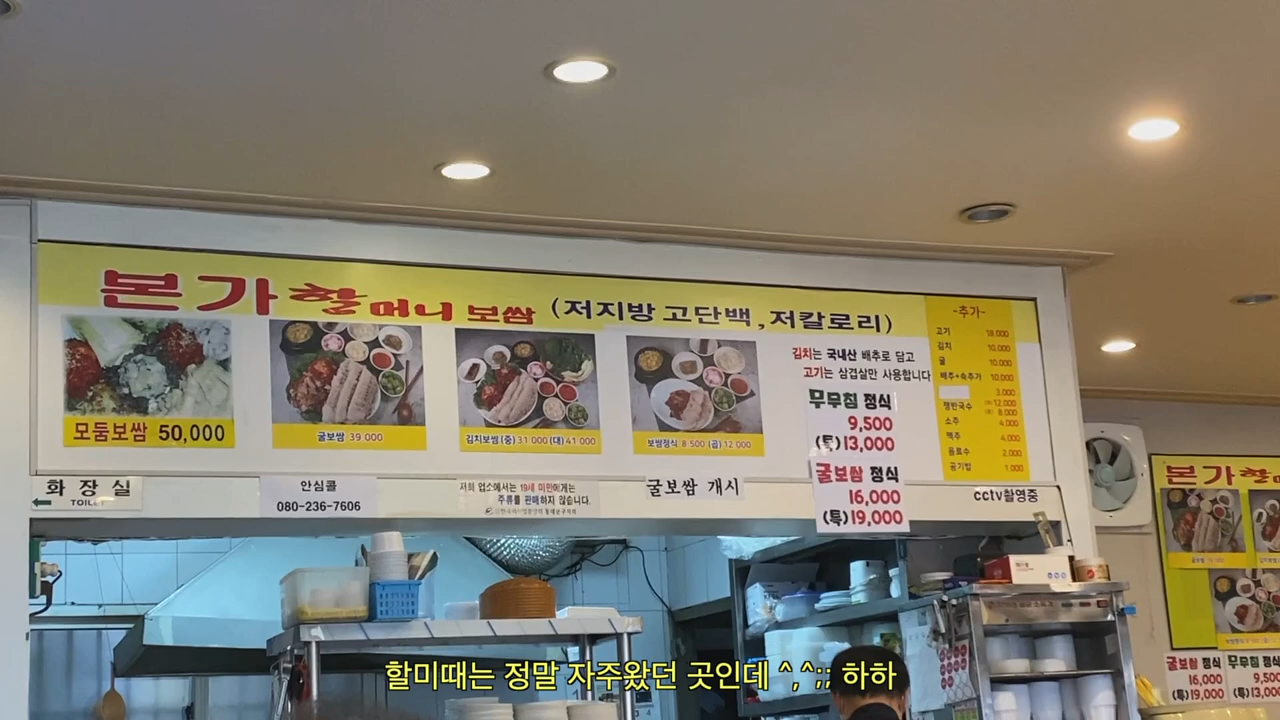 본가할머니 보쌈 (저지방 고단백,저칼로리)
모둠보쌈 50,000
굴보쌈 39 000
김치보쌈 (중) 31 000 (대) 41 000
보쌈정식 8 500 (곱) 12 000
김치는 국내산 배추로 담고
고기는 삼겹살만 사용합니다
무무침 정식
9,500
(특)13,000
굴보쌈 정식
16,000
(특)19,000
-추가-
고기 18.000
김치 10.000
굴 10.000
배추+속추가 10,000
3,000
쟁반국수 12,000
8,000
소주 4,000
맥주 4,000
음료수 2,000
공기밥 1,000
화장실
TOILET
안심콜
080-236-7606
저희 업소에서는 19세 미만에게는
주류를 판매하지 않습니다.
굴보쌈 개시
cctv촬영중
본가할
굴보쌈 정식
16,000
(특)19,000
무무침 정식
9,500
(특)13,00
할미때는 정말 자주왔던 곳인데 ^,^;; 하하